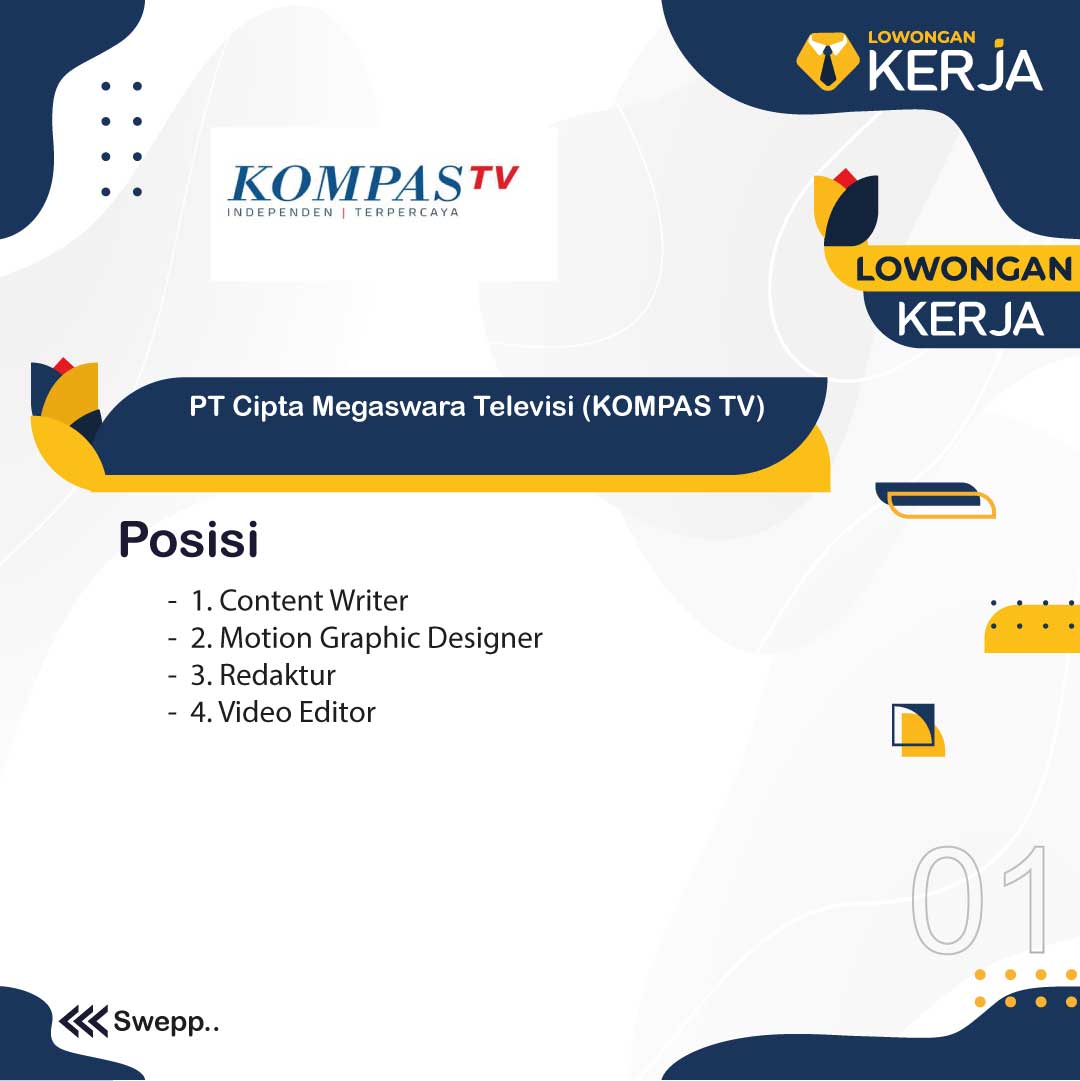 LOWONGAN
KERJA
KOMPAS TV
INDEPENDEN | TERPERCAYA
LOWONGAN
KERJA
PT Cipta Megaswara Televisi (KOMPAS TV)
Posisi
- 1. Content Writer
- 2. Motion Graphic Designer
- 3. Redaktur
- 4. Video Editor
01
Swepp..